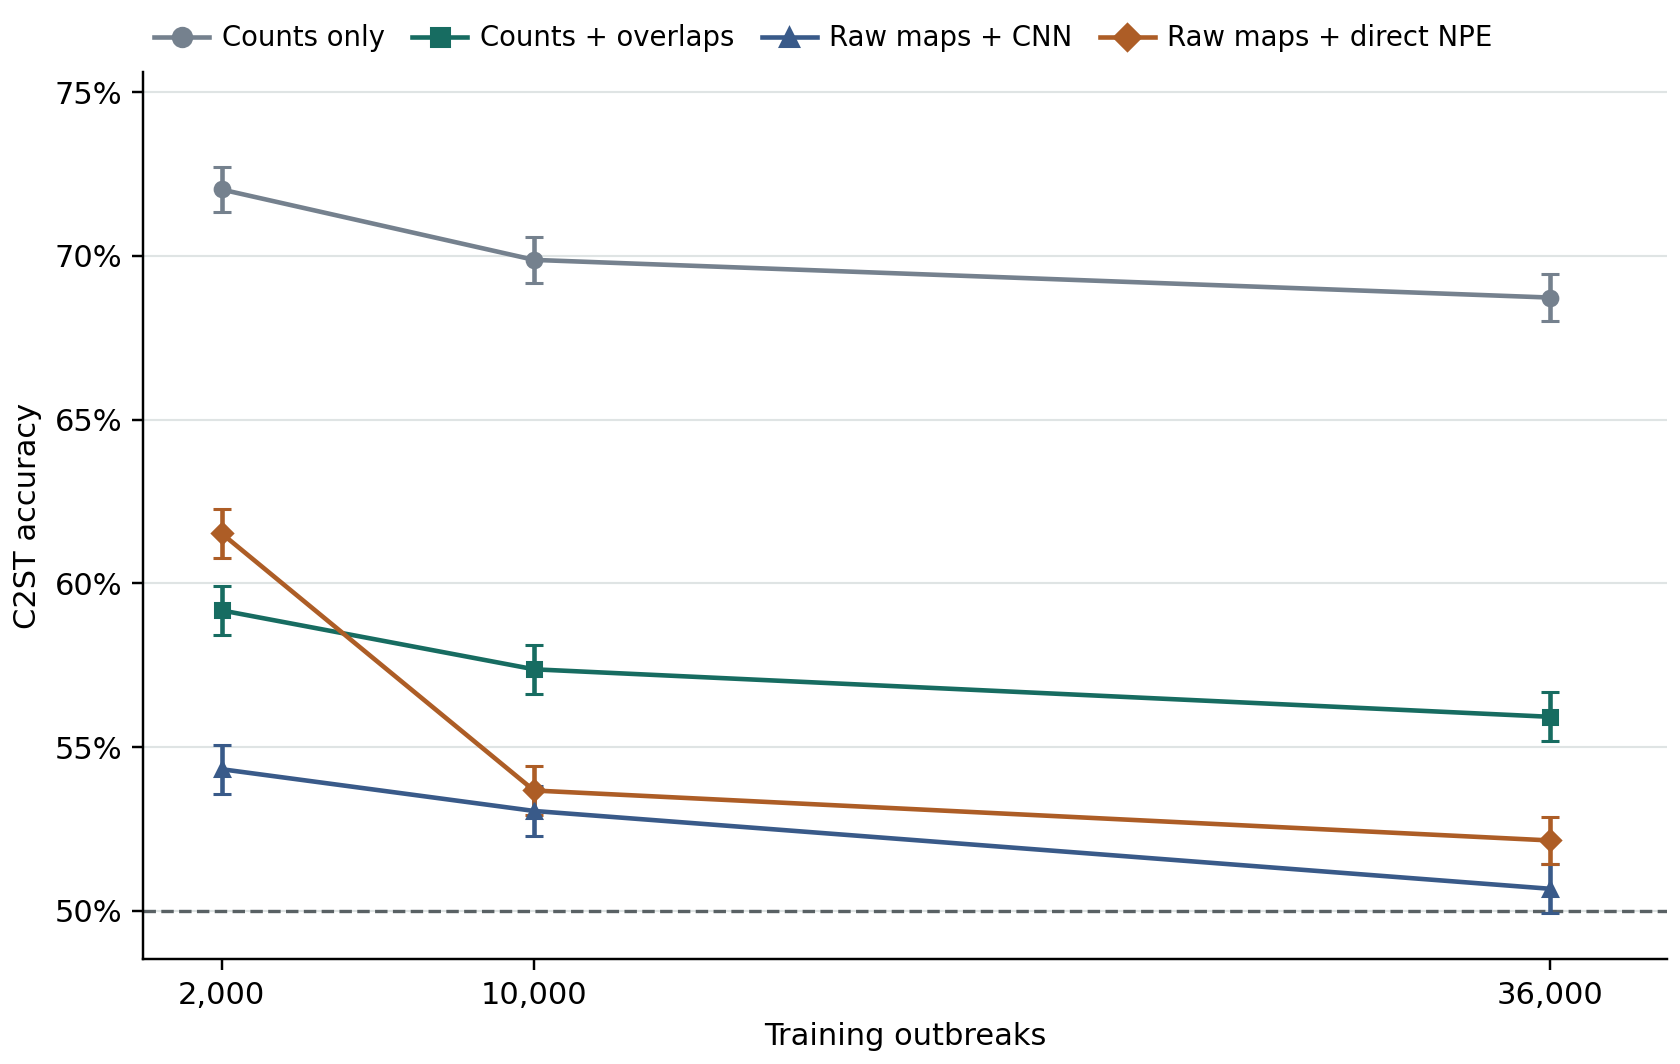 Counts only Counts + overlaps Raw maps + CNN Raw maps + direct NPE
75%
70%
65%
60%
55%
50%
C2ST accuracy
2,000 10,000 36,000
Training outbreaks